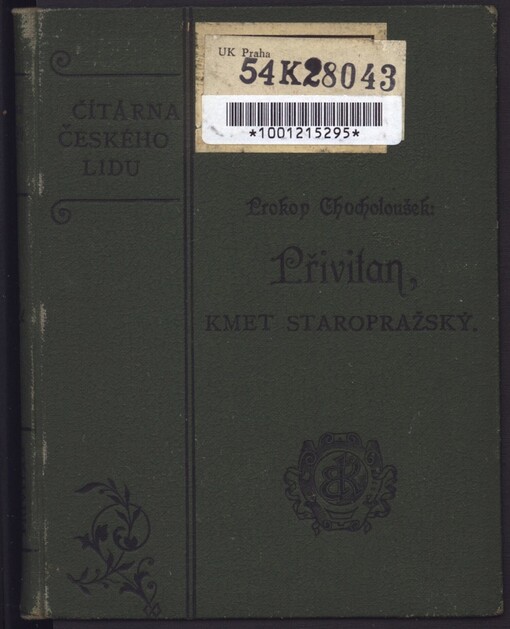 UK Praha
54K28043
*1001215295*
ČÍTÁRNA
ČESKÉHO
LIDU
Prokop Chocholoušek:
Přivitan,
KMET STAROPRAŽSKÝ.